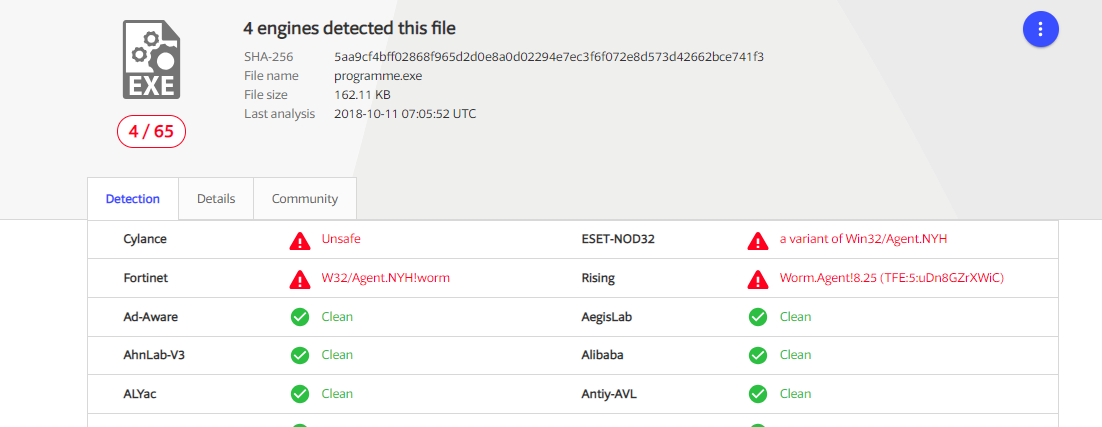 4 engines detected this file
SHA-256 5aa9cf4bff02868f965d2d0e8a0d02294e7ec3f6f072e8d573d42662bce741f3
File name programme.exe
File size 162.11 KB
Last analysis 2018-10-11 07:05:52 UTC
EXE
4 / 65
Detection Details Community
Cylance Unsafe ESET-NOD32 a variant of Win32/Agent.NYH
Fortinet W32/Agent.NYH!worm Rising Worm.Agent!8.25 (TFE:5:uDn8GZrXWiC)
Ad-Aware Clean AegisLab Clean
AhnLab-V3 Clean Alibaba Clean
ALYac Clean Antiy-AVL Clean